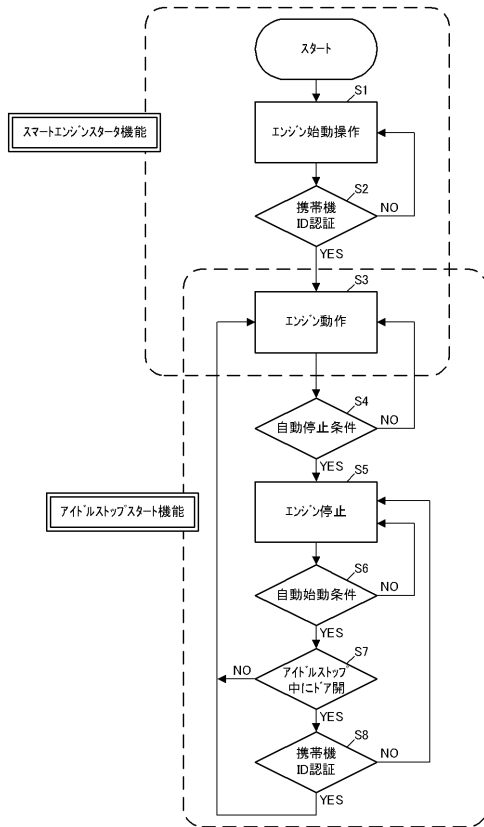 スタート
S1
スマートエンジンスタータ機能
エンジン始動操作
S2
携帯機
ID認証
NO
YES
S3
エンジン動作
S4
自動停止条件
NO
YES
S5
アイドルストップスタート機能
エンジン停止
S6
自動始動条件
NO
YES
S7
NO
アイドルストップ
中にドア開
YES
S8
携帯機
ID認証
NO
YES